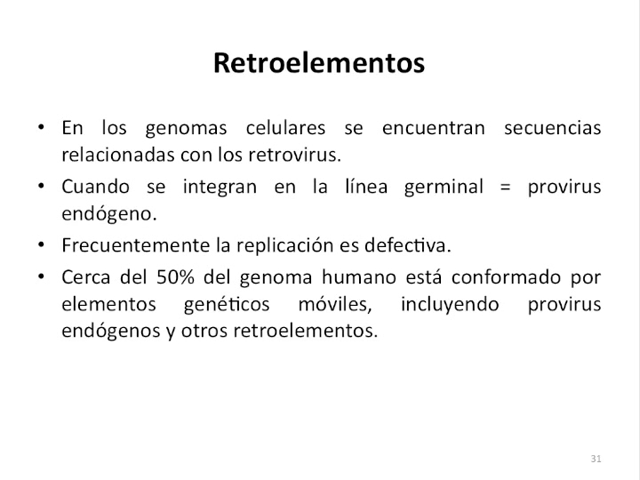 Retroelementos
• En los genomas celulares se encuentran secuencias
relacionadas con los retrovirus.
• Cuando se integran en la línea germinal = provirus
endógeno.
• Frecuentemente la replicación es defectiva.
• Cerca del 50% del genoma humano está conformado por
elementos genéticos móviles, incluyendo provirus
endógenos y otros retroelementos.
31